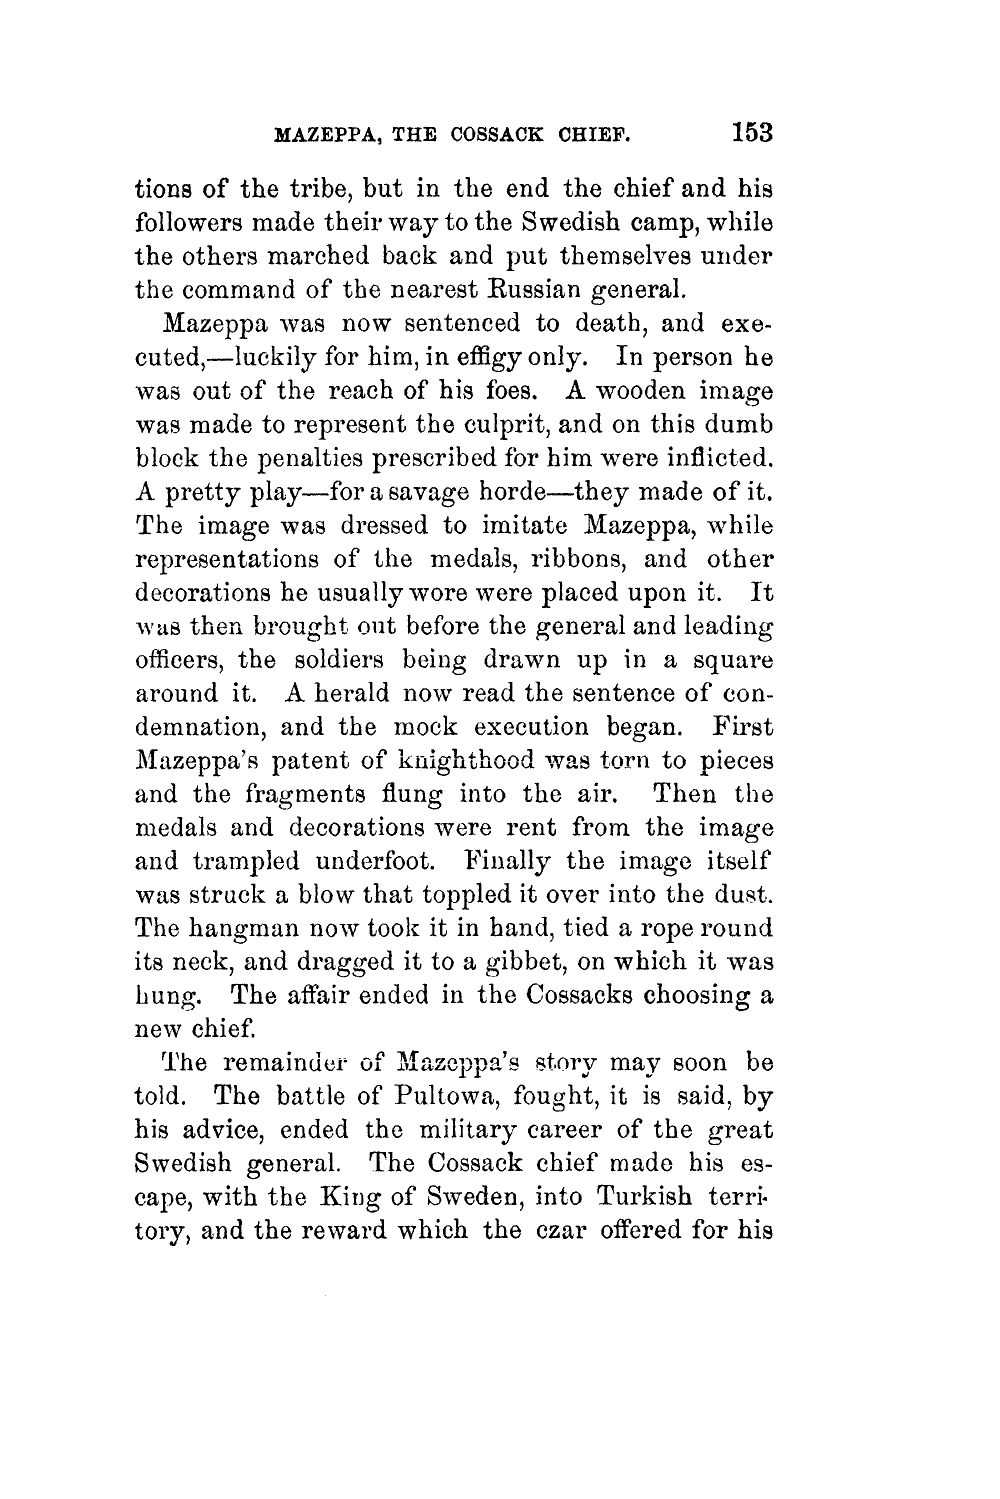 MAZEPPA, THE COSSACK CHIEF. 153
tions of the tribe, but in the end the chief and his
followers made their way to the Swedish camp, while
the others marched back and put themselves under
the command of the nearest Russian general.
Mazeppa was now sentenced to death, and exe-
cuted,—luckily for him, in effigy only. In person he
was out of the reach of his foes. A wooden image
was made to represent the culprit, and on this dumb
block the penalties prescribed for him were inflicted.
A pretty play—for a savage horde—they made of it.
The image was dressed to imitate Mazeppa, while
representations of the medals, ribbons, and other
decorations he usually wore were placed upon it. It
was then brought out before the general and leading
officers, the soldiers being drawn up in a square
around it. A herald now read the sentence of con-
demnation, and the mock execution began. First
Mazeppa's patent of knighthood was torn to pieces
and the fragments flung into the air. Then the
medals and decorations were rent from the image
and trampled underfoot. Finally the image itself
was struck a blow that toppled it over into the dust.
The hangman now took it in hand, tied a rope round
its neck, and dragged it to a gibbet, on which it was
hung. The affair ended in the Cossacks choosing a
new chief.
The remainder of Mazeppa's story may soon be
told. The battle of Pultowa, fought, it is said, by
his advice, ended the military career of the great
Swedish general. The Cossack chief made his es-
cape, with the King of Sweden, into Turkish terri-
tory, and the reward which the czar offered for his